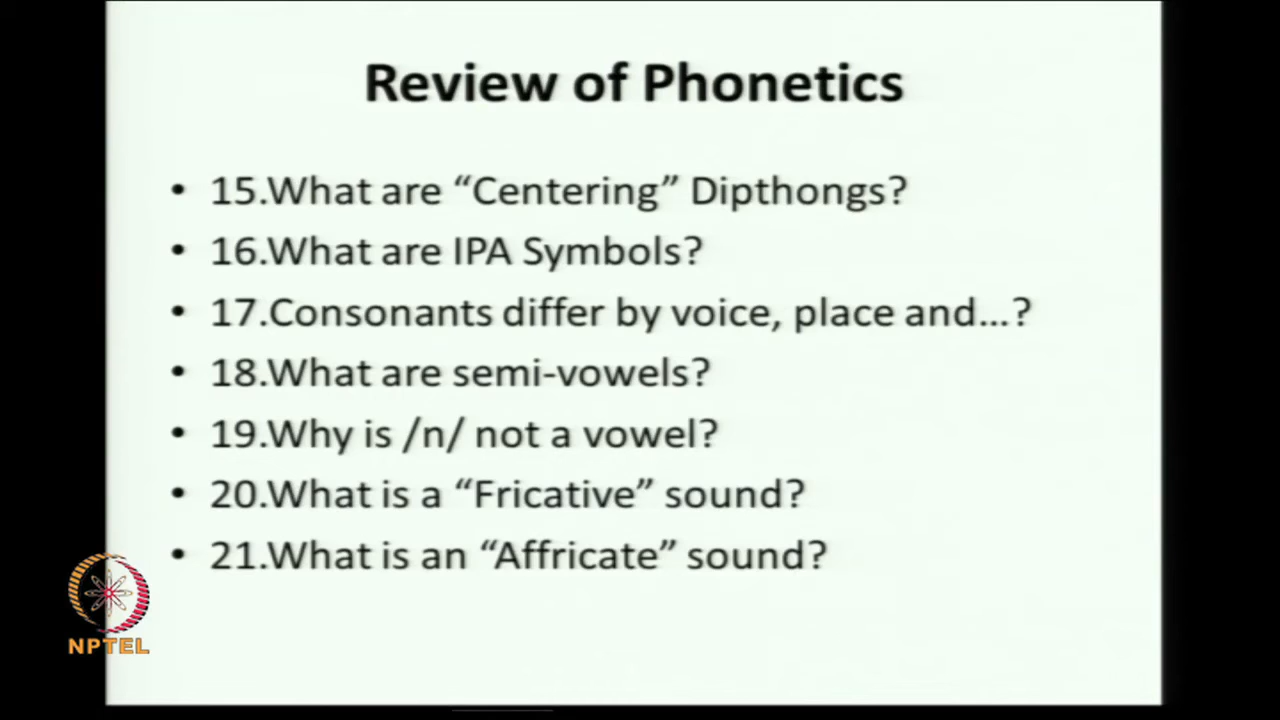 Review of Phonetics
• 15.What are “Centering” Dipthongs?
• 16.What are IPA Symbols?
• 17.Consonants differ by voice, place and...?
• 18.What are semi-vowels?
• 19.Why is /n/ not a vowel?
• 20.What is a “Fricative” sound?
• 21.What is an “Affricate” sound?
NPTEL